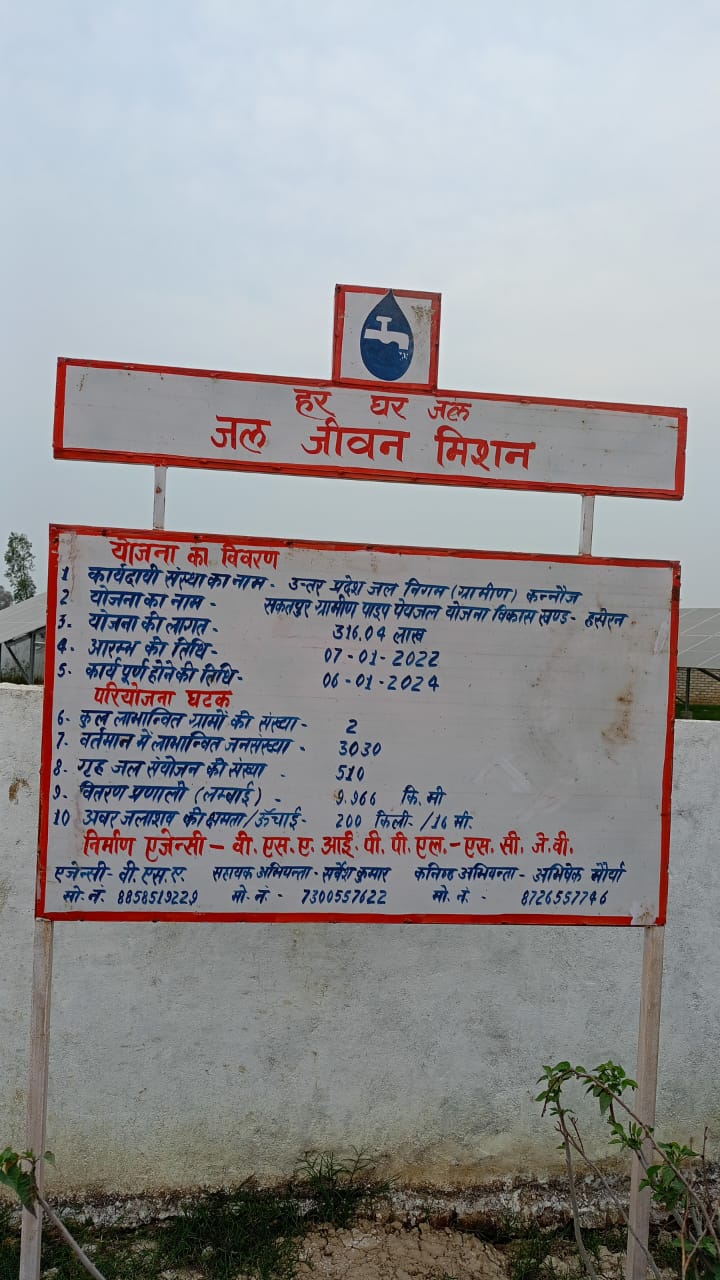 हर घर जल
जल जीवन मिशन
योजना का विवरण
1 कार्यदायी संस्था का नाम - उत्तर प्रदेश जल निगम (ग्रामीण) कन्नौज
2 योजना का नाम - सकतपुर ग्रामीण पाइप पेयजल योजना विकास खण्ड - हसेरन
3. योजना की लागत - 316.04 लाख
4. आरम्भ की तिथि - 07-01-2022
5. कार्य पूर्ण होने की तिथि - 06-01-2024
परियोजना घटक
6. कुल लाभान्वित ग्रामों की संख्या - 2
7. वर्तमान में लाभान्वित जनसख्या - 3030
8. गृह जल संयोजन की संख्या - 510
9. वितरण प्रणाली (लम्बाई) - 9.966 कि. मी
10 अवर जलाशय की क्षमता/ऊँचाई - 200 किली. /16 मी.
निर्माण एजेन्सी - वी. एस. ए. आई. पी. पी. एल. - एस. सी. जे. वी.
एजेन्सी - वी. एस. ए. सहायक अभियन्ता - सर्वेश कुमार कनिष्ठ अभियन्ता - अभिषेक मौर्या
मो. नं. 8858519229 मो. नं. - 7300557622 मो. नं. - 8726557746